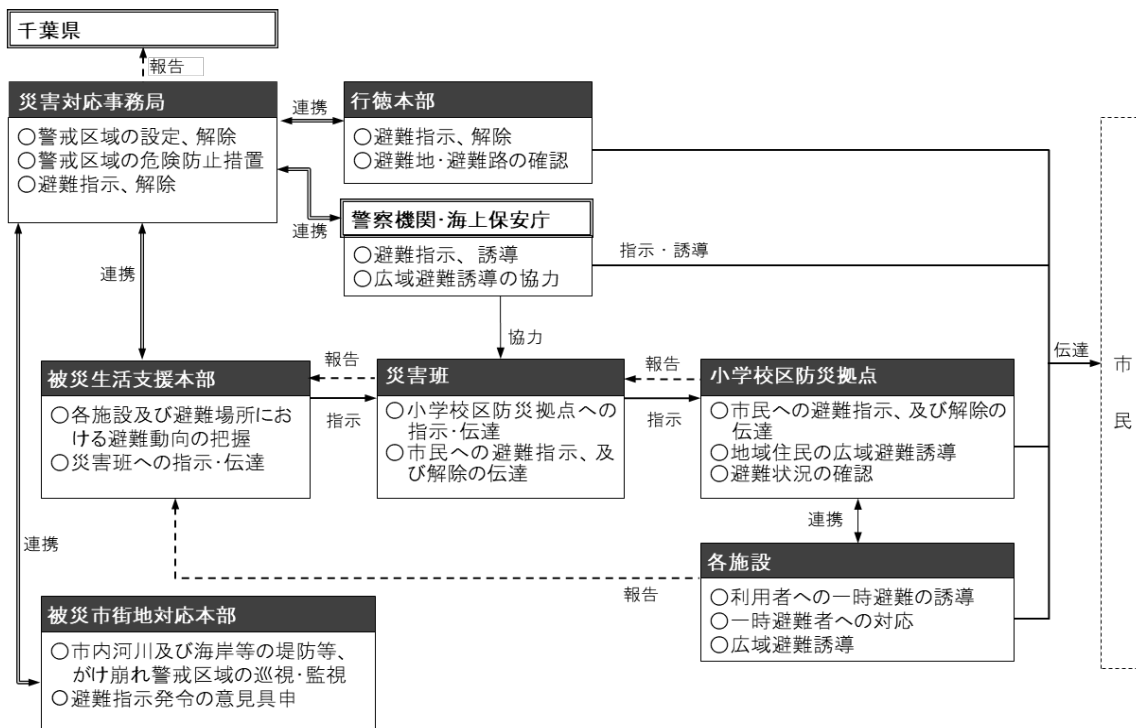 千葉県
報告
災害対応事務局
○警戒区域の設定、解除
○警戒区域の危険防止措置
○避難指示、解除
連携
行徳本部
○避難指示、解除
○避難地・避難路の確認
連携
警察機関・海上保安庁
○避難指示、誘導
○広域避難誘導の協力
指示・誘導
連携
協力
伝達
市
民
被災生活支援本部
○各施設及び避難場所にお
ける避難動向の把握
○災害班への指示・伝達
報告
指示
災害班
○小学校区防災拠点への
指示・伝達
○市民への避難指示、及
び解除の伝達
報告
指示
小学校区防災拠点
○市民への避難指示、及び解除の
伝達
○地域住民の広域避難誘導
○避難状況の確認
連携
各施設
○利用者への一時避難の誘導
○一時避難者への対応
○広域避難誘導
報告
連携
被災市街地対応本部
○市内河川及び海岸等の堤防等、
がけ崩れ警戒区域の巡視・監視
○避難指示発令の意見具申